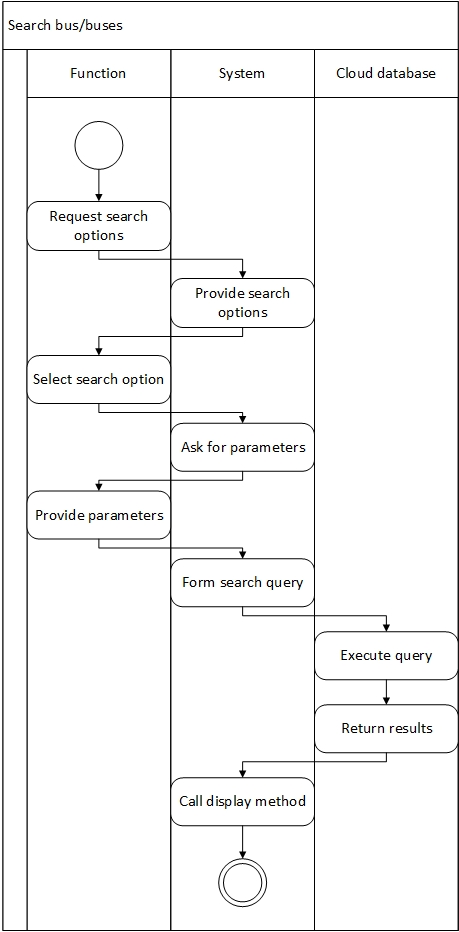 Search bus/buses
Function
System
Cloud database
Request search
options
Provide search
options
Select search option
Ask for parameters
Provide parameters
Form search query
Execute query
Return results
Call display method